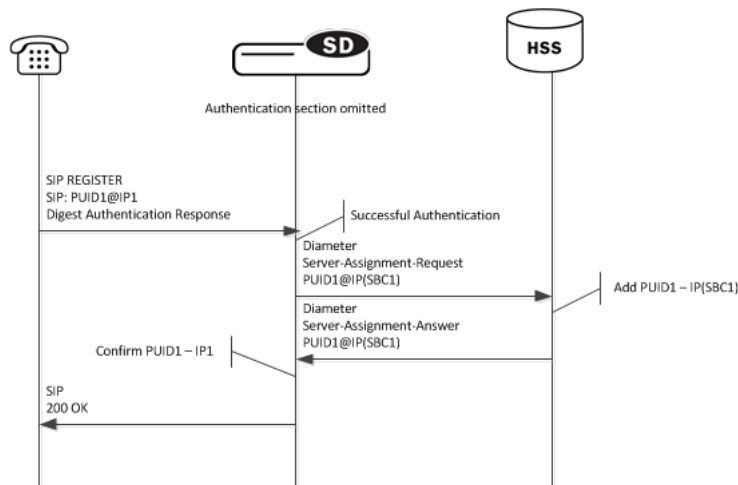 SD
HSS
Authentication section omitted
SIP REGISTER
SIP: PUID1@IP1
Digest Authentication Response
Successful Authentication
Diameter
Server-Assignment-Request
PUID1@IP(SBC1)
Add PUID1 – IP(SBC1)
Diameter
Server-Assignment-Answer
PUID1@IP(SBC1)
Confirm PUID1 – IP1
SIP
200 OK